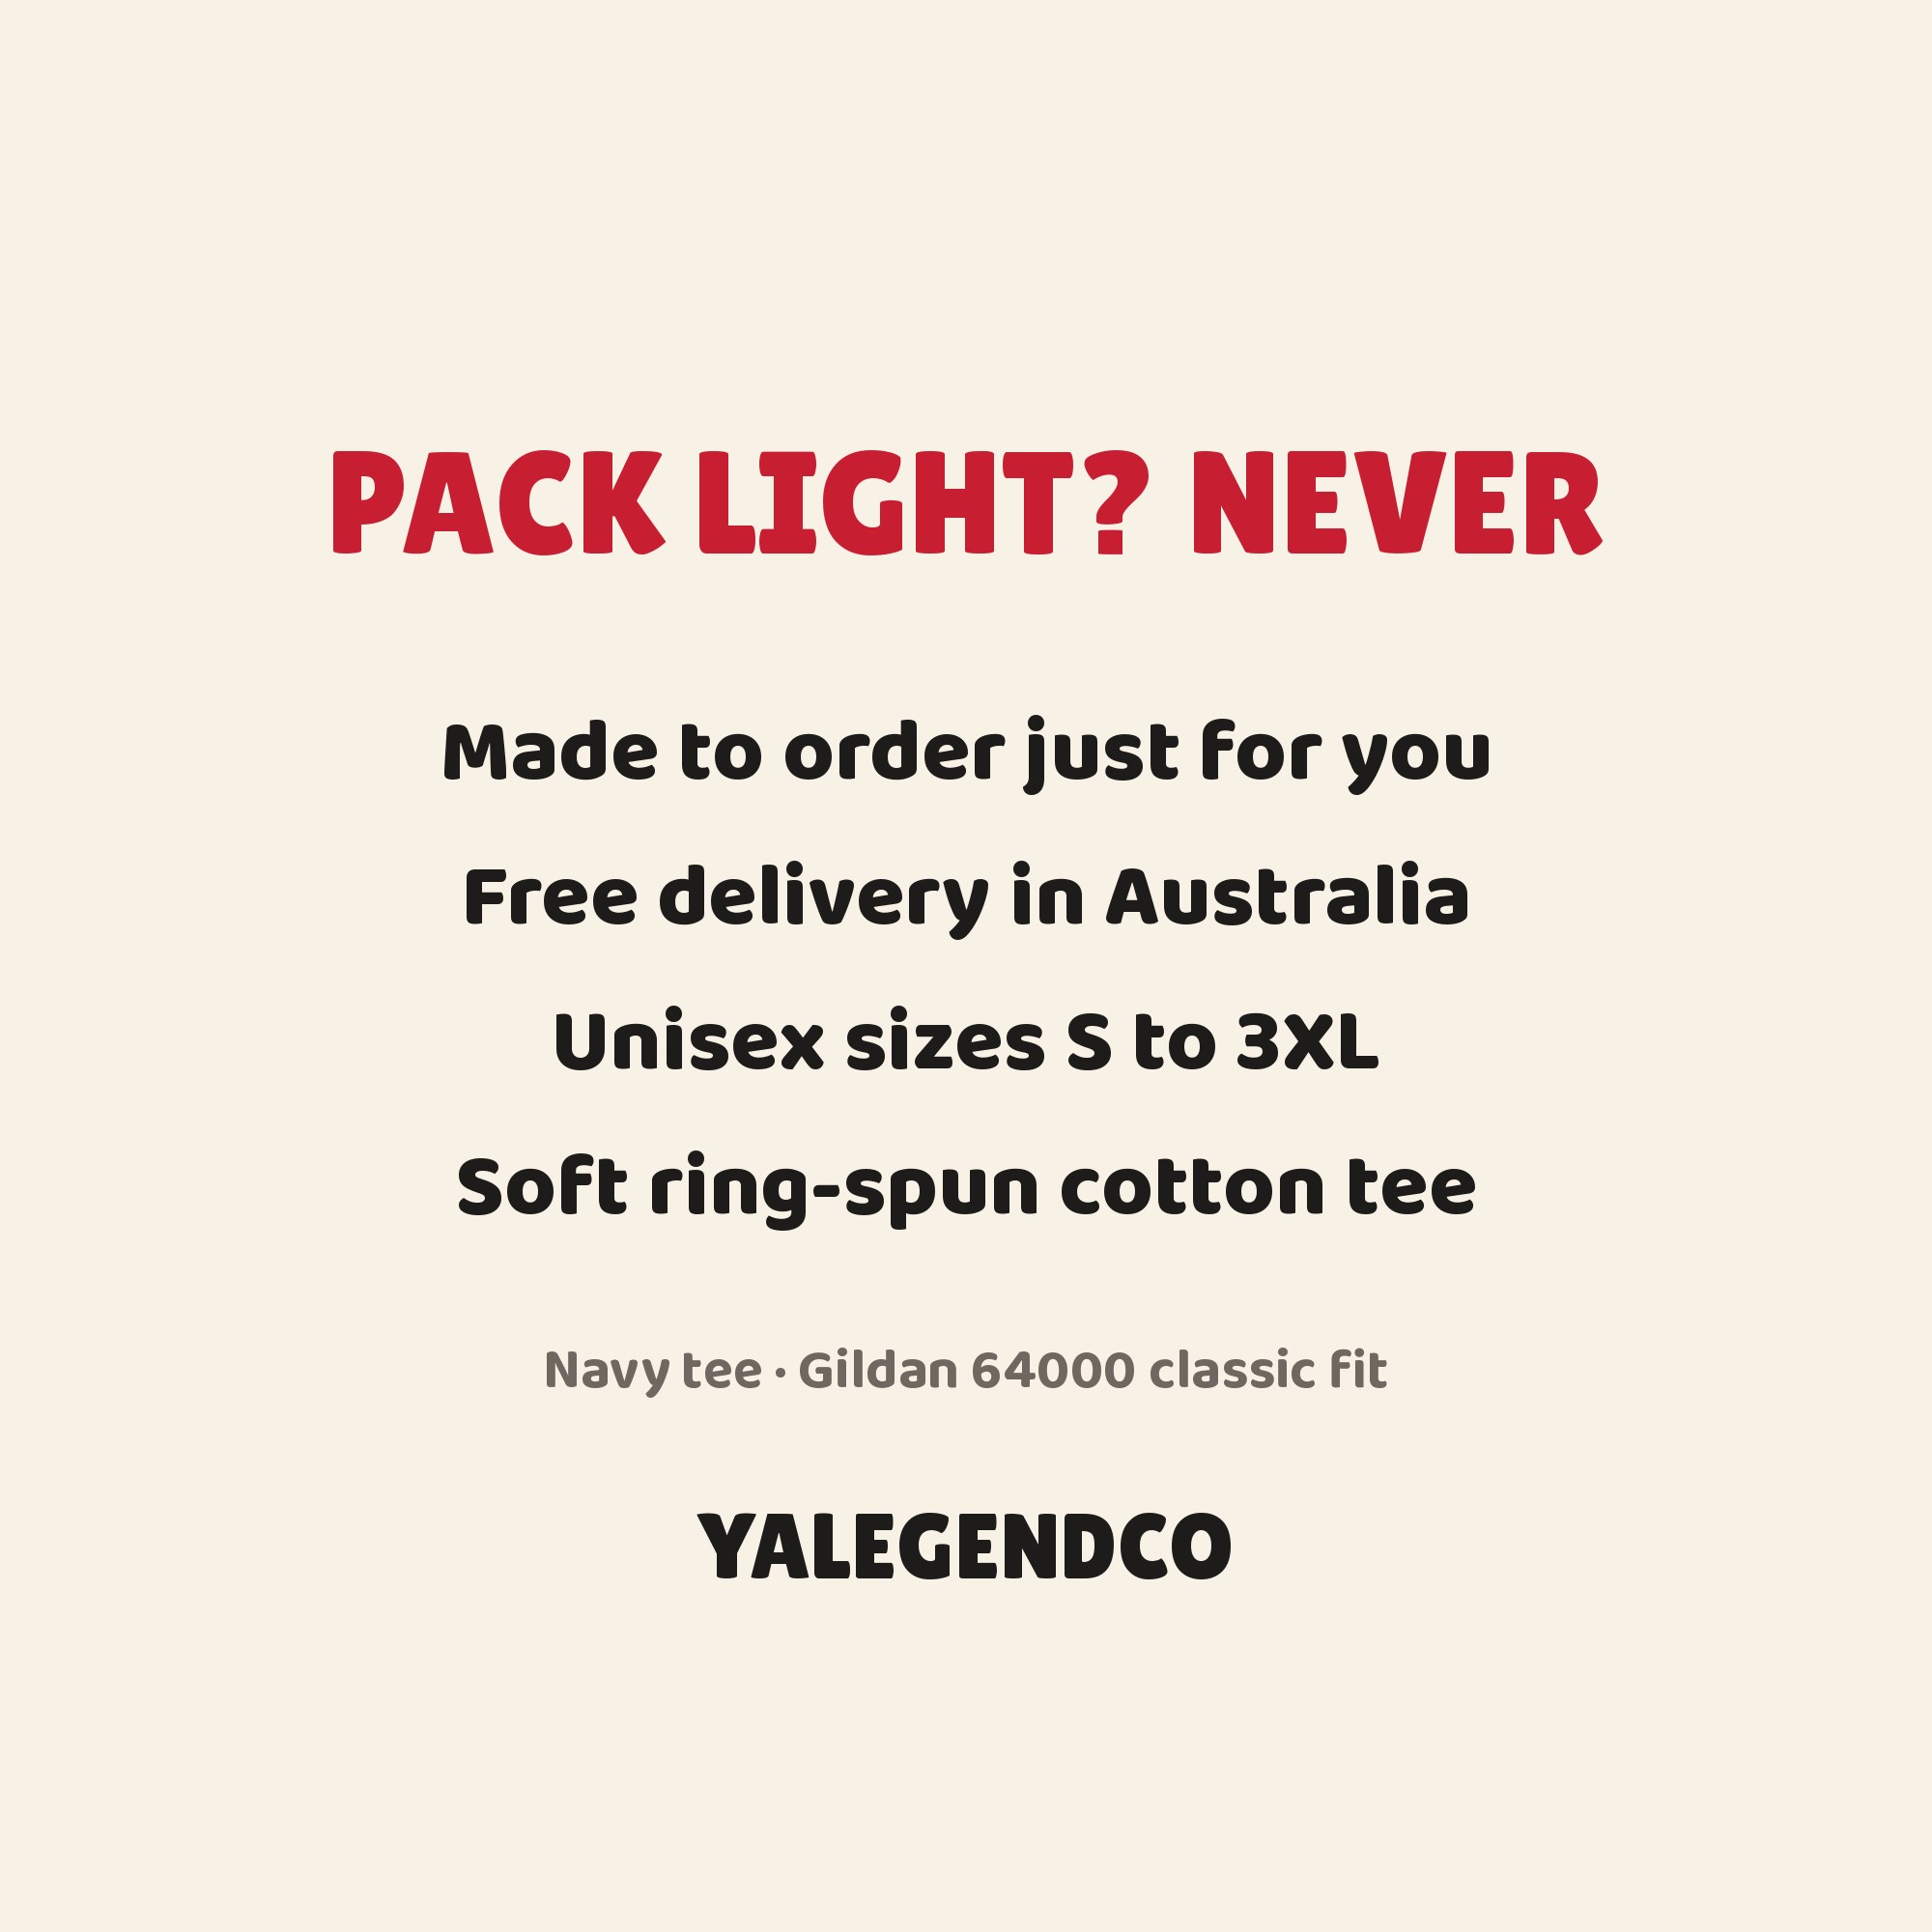 PACK LIGHT? NEVER
Made to order just for you
Free delivery in Australia
Unisex sizes S to 3XL
Soft ring-spun cotton tee
Navy tee · Gildan 64000 classic fit
YALEGENDCO